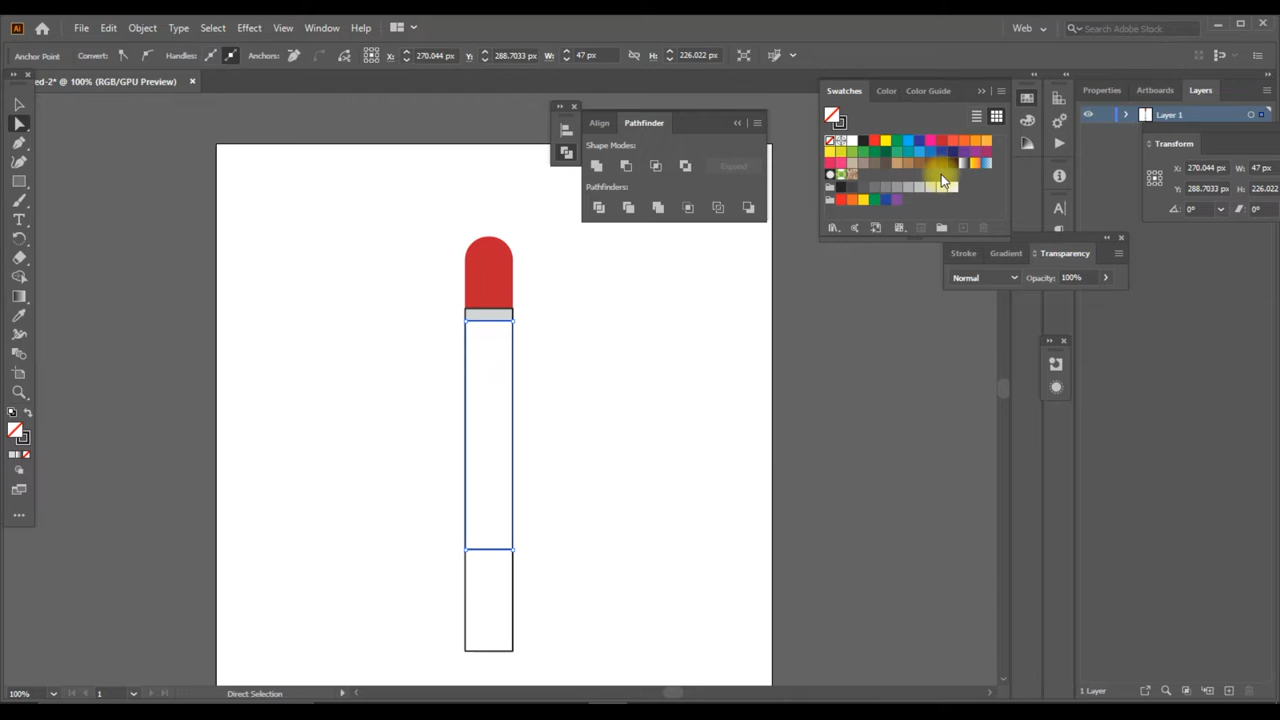 Ai File Edit Object Type Select Effect View Window Help Web Search Adobe Stock
Anchor Point Convert: Handles: Anchors: X: 270.044 px Y: 288.7033 px W: 47 px H: 226.022 px
ed-2* @ 100% (RGB/GPU Preview)
Swatches Color Color Guide
Properties Artboards Layers
Layer 1
Align Pathfinder
Shape Modes:
Expand
Pathfinders:
Transform
X: 270.044 px W: 47 px
Y: 288.7033 px H: 226.022
0° 0°
Stroke Gradient Transparency
Normal Opacity: 100%
T
A
100% 1 Direct Selection 1 Layer